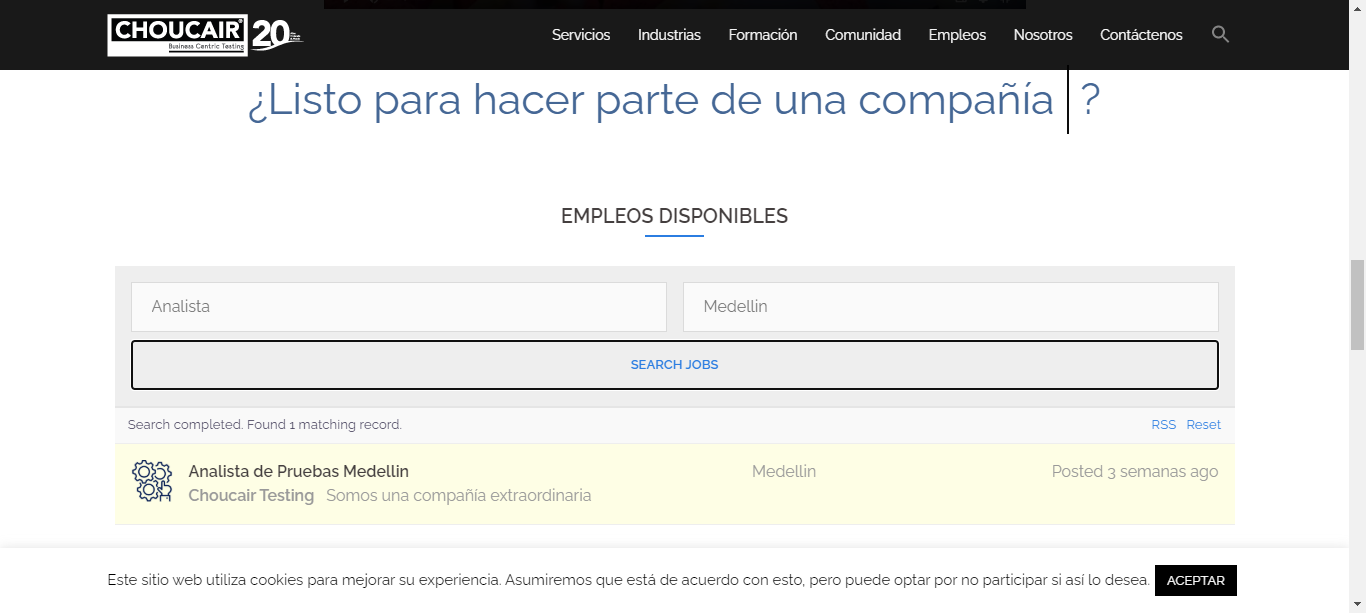 CHOUCAIR
Business Centric Testing
20
Servicios Industrias Formación Comunidad Empleos Nosotros Contáctenos
¿Listo para hacer parte de una compañía ?
EMPLEOS DISPONIBLES
Analista Medellin
SEARCH JOBS
Search completed. Found 1 matching record. RSS Reset
Analista de Pruebas Medellin Medellin Posted 3 semanas ago
Choucair Testing Somos una compañía extraordinaria
Este sitio web utiliza cookies para mejorar su experiencia. Asumiremos que está de acuerdo con esto, pero puede optar por no participar si así lo desea. ACEPTAR